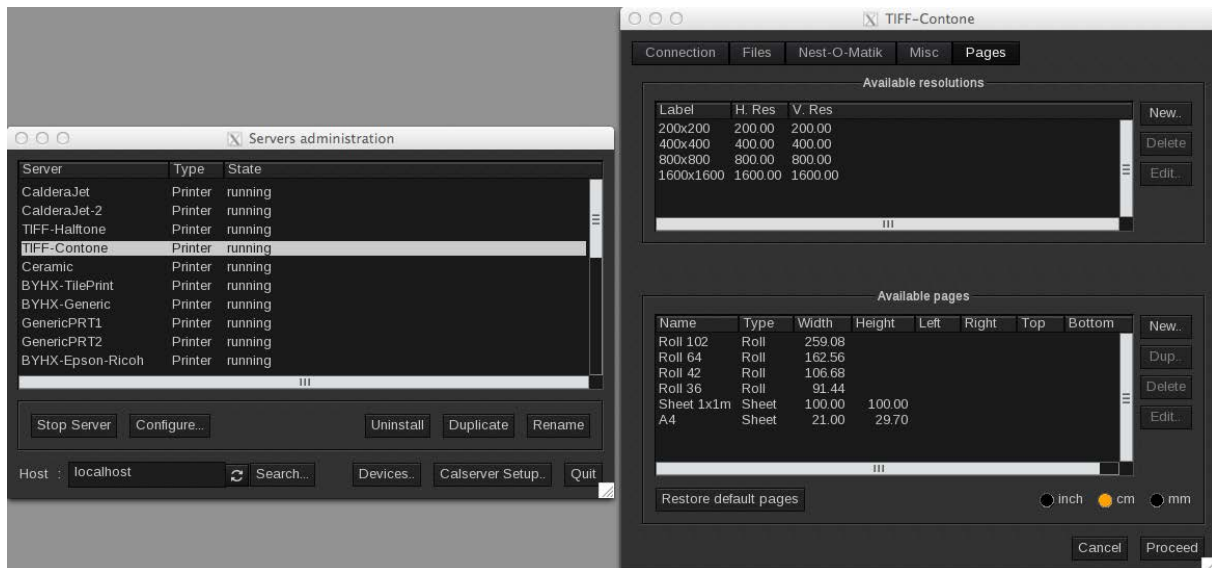 Servers administration
Server Type State
CalderaJet Printer running
CalderaJet-2 Printer running
TIFF-Halftone Printer running
TIFF-Contone Printer running
Ceramic Printer running
BYHX-TilePrint Printer running
BYHX-Generic Printer running
GenericPRT1 Printer running
GenericPRT2 Printer running
BYHX-Epson-Ricoh Printer running
Stop Server Configure... Uninstall Duplicate Rename
Host : localhost Search... Devices.. Calserver Setup.. Quit
TIFF-Contone
Connection Files Nest-O-Matik Misc Pages
Available resolutions
Label H. Res V. Res New..
200x200 200.00 200.00
400x400 400.00 400.00 Delete
800x800 800.00 800.00
1600x1600 1600.00 1600.00 Edit..
Available pages
Name Type Width Height Left Right Top Bottom New..
Roll 102 Roll 259.08
Roll 64 Roll 162.56 Dup..
Roll 42 Roll 106.68
Roll 36 Roll 91.44 Delete
Sheet 1x1m Sheet 100.00 100.00
A4 Sheet 21.00 29.70 Edit..
Restore default pages inch cm mm
Cancel Proceed